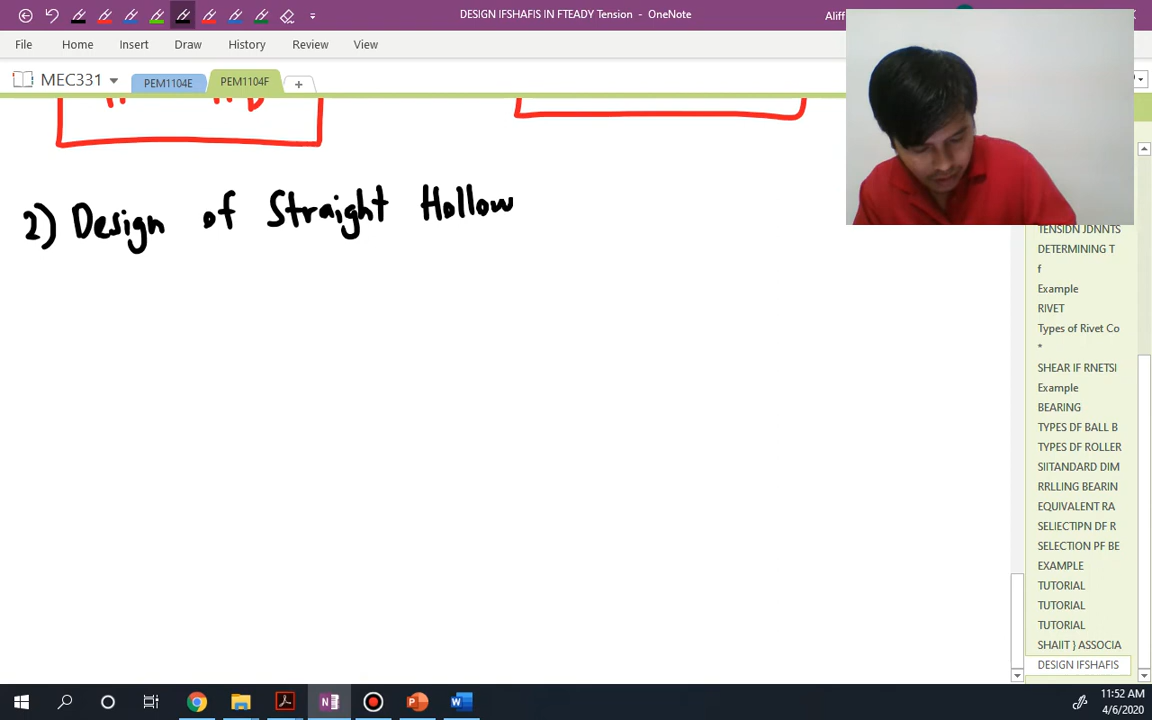 DESIGN IFSHAFIS IN FTEADY Tension - OneNote
Aliff
File Home Insert Draw History Review View
MEC331
PEM1104E
PEM1104F
2) Design of Straight Hollow
TENSIDN JDNNTS
DETERMINING T
f
Example
RIVET
Types of Rivet Co
*
SHEAR IF RNETSI
Example
BEARING
TYPES DF BALL B
TYPES DF ROLLER
SIITANDARD DIM
RRLLING BEARIN
EQUIVALENT RA
SELIECTIPN DF R
SELECTION PF BE
EXAMPLE
TUTORIAL
TUTORIAL
TUTORIAL
SHAIIT } ASSOCIA
DESIGN IFSHAFIS
11:52 AM
4/6/2020